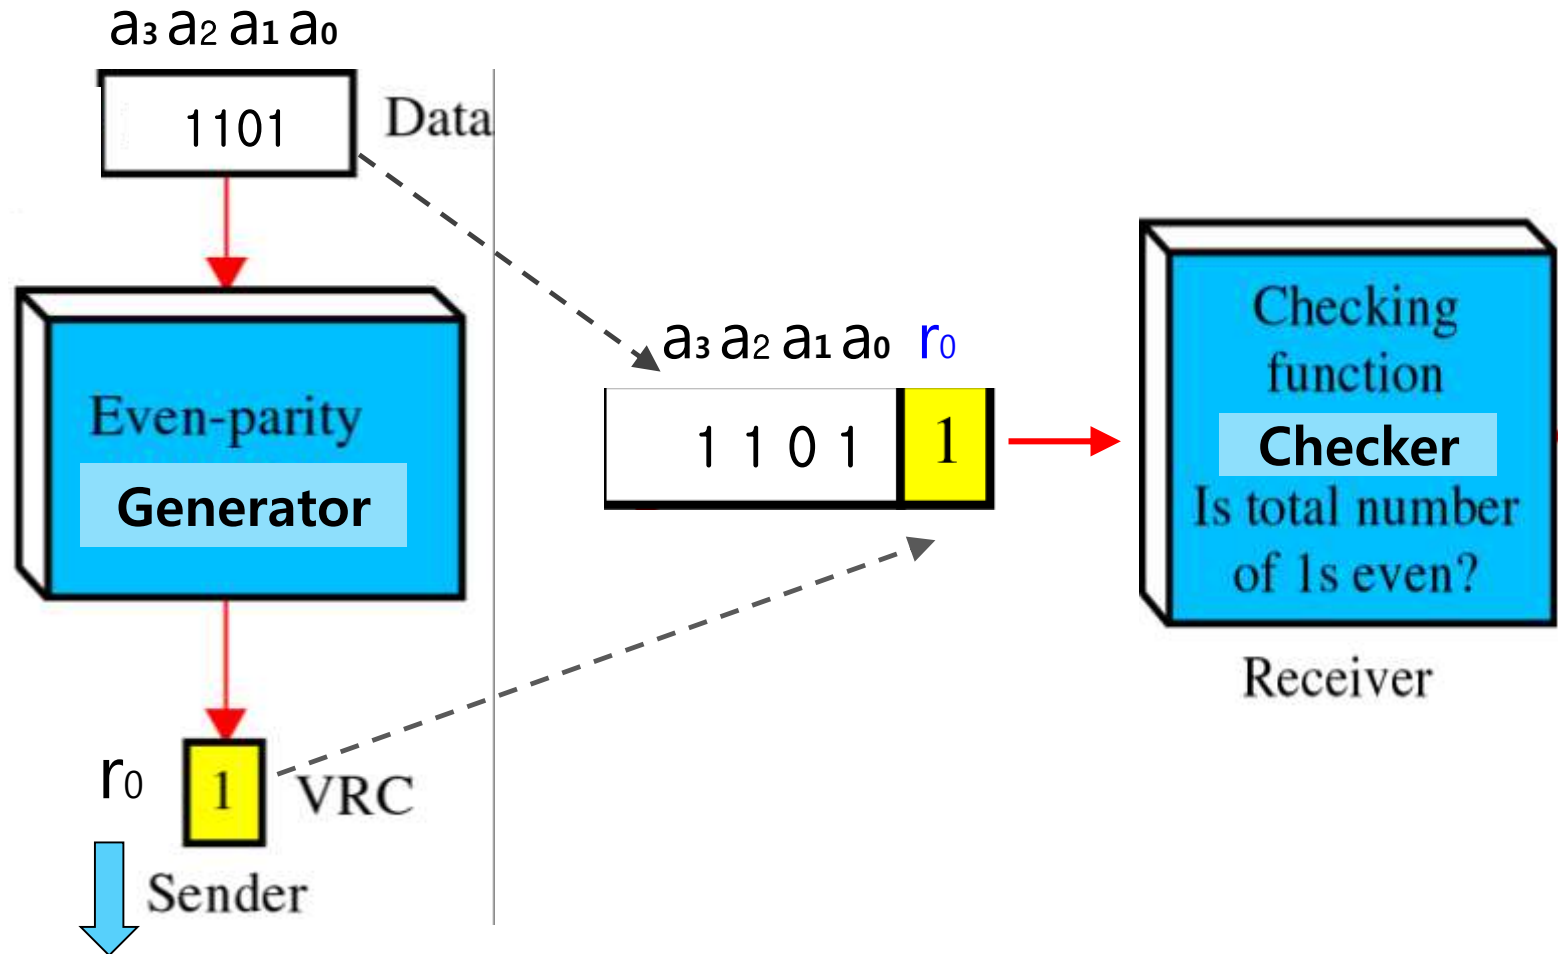 a3 a2 a1 a0
1101
Data
Even-parity
Generator
r0
1
VRC
Sender
a3 a2 a1 a0 r0
1 1 0 1 1
Checking
function
Checker
Is total number
of 1s even?
Receiver